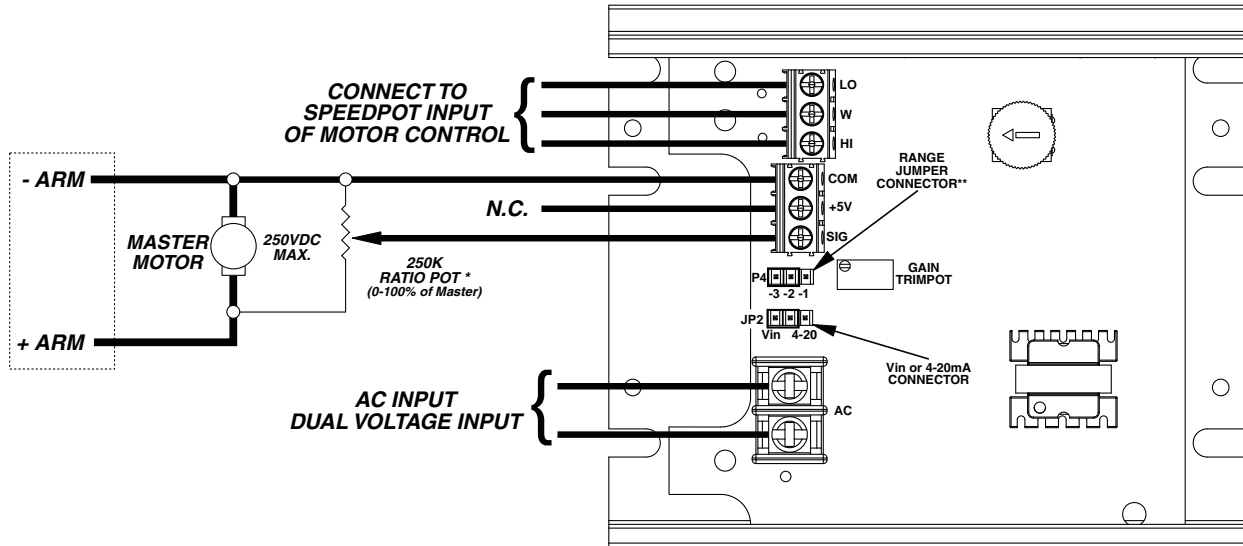 CONNECT TO
SPEEDPOT INPUT
OF MOTOR CONTROL
LO
W
HI
RANGE
JUMPER
CONNECTOR**
- ARM
COM
N.C.
+5V
MASTER
MOTOR
250VDC
MAX.
SIG
250K
RATIO POT *
(0-100% of Master)
P4
-3 -2 -1
GAIN
TRIMPOT
JP2
Vin 4-20
+ ARM
Vin or 4-20mA
CONNECTOR
AC INPUT
DUAL VOLTAGE INPUT
AC